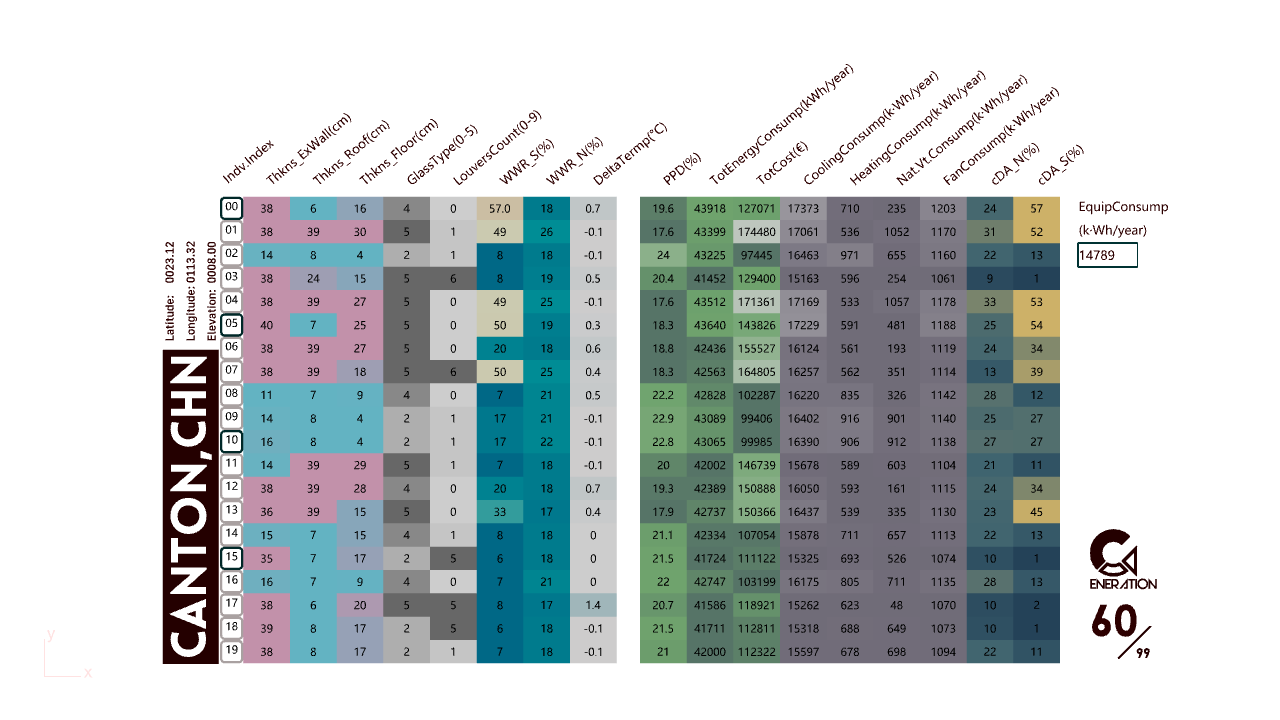 Indv.Index Thkns_ExWall(cm) Thkns_Roof(cm) Thkns_Floor(cm) GlassType(0-5) LouversCount(0-9) WWR_S(%) WWR_N(%) DeltaTermp(°C) PPD(%) TotEnergyConsump(kWh/year) TotCost(€) CoolingConsump(k·Wh/year) HeatingConsump(k·Wh/year) Nat.Vt.Consump(k·Wh/year) FanConsump(k·Wh/year) cDA_N(%) cDA_S(%)
00 38 6 16 4 0 57.0 18 0.7 19.6 43918 127071 17373 710 235 1203 24 57
01 38 39 30 5 1 49 26 -0.1 17.6 43399 174480 17061 536 1052 1170 31 52
02 14 8 4 2 1 8 18 -0.1 24 43225 97445 16463 971 655 1160 22 13
03 38 24 15 5 6 8 19 0.5 20.4 41452 129400 15163 596 254 1061 9 1
04 38 39 27 5 0 49 25 -0.1 17.6 43512 171361 17169 533 1057 1178 33 53
05 40 7 25 5 0 50 19 0.3 18.3 43640 143826 17229 591 481 1188 25 54
06 38 39 27 5 0 20 18 0.6 18.8 42436 155527 16124 561 193 1119 24 34
07 38 39 18 5 6 50 25 0.4 18.3 42563 164805 16257 562 351 1114 13 39
08 11 7 9 4 0 7 21 0.5 22.2 42828 102287 16220 835 326 1142 28 12
09 14 8 4 2 1 17 21 -0.1 22.9 43089 99406 16402 916 901 1140 25 27
10 16 8 4 2 1 17 22 -0.1 22.8 43065 99985 16390 906 912 1138 27 27
11 14 39 29 5 1 7 18 -0.1 20 42002 146739 15678 589 603 1104 21 11
12 38 39 28 4 0 20 18 0.7 19.3 42389 150888 16050 593 161 1115 24 34
13 36 39 15 5 0 33 17 0.4 17.9 42737 150366 16437 539 335 1130 23 45
14 15 7 15 4 1 8 18 0 21.1 42334 107054 15878 711 657 1113 22 13
15 35 7 17 2 5 6 18 0 21.5 41724 111122 15325 693 526 1074 10 1
16 16 7 9 4 0 7 21 0 22 42747 103199 16175 805 711 1135 28 13
17 38 6 20 5 5 8 17 1.4 20.7 41586 118921 15262 623 48 1070 10 2
18 39 8 17 2 5 6 18 -0.1 21.5 41711 112811 15318 688 649 1073 10 1
19 38 8 17 2 1 7 18 -0.1 21 42000 112322 15597 678 698 1094 22 11
EquipConsump
(k·Wh/year)
14789
Latitude: 0023.12
Longitude: 0113.32
Elevation: 0008.00
CANTON,CHN
ENERATION
60/99
y
x